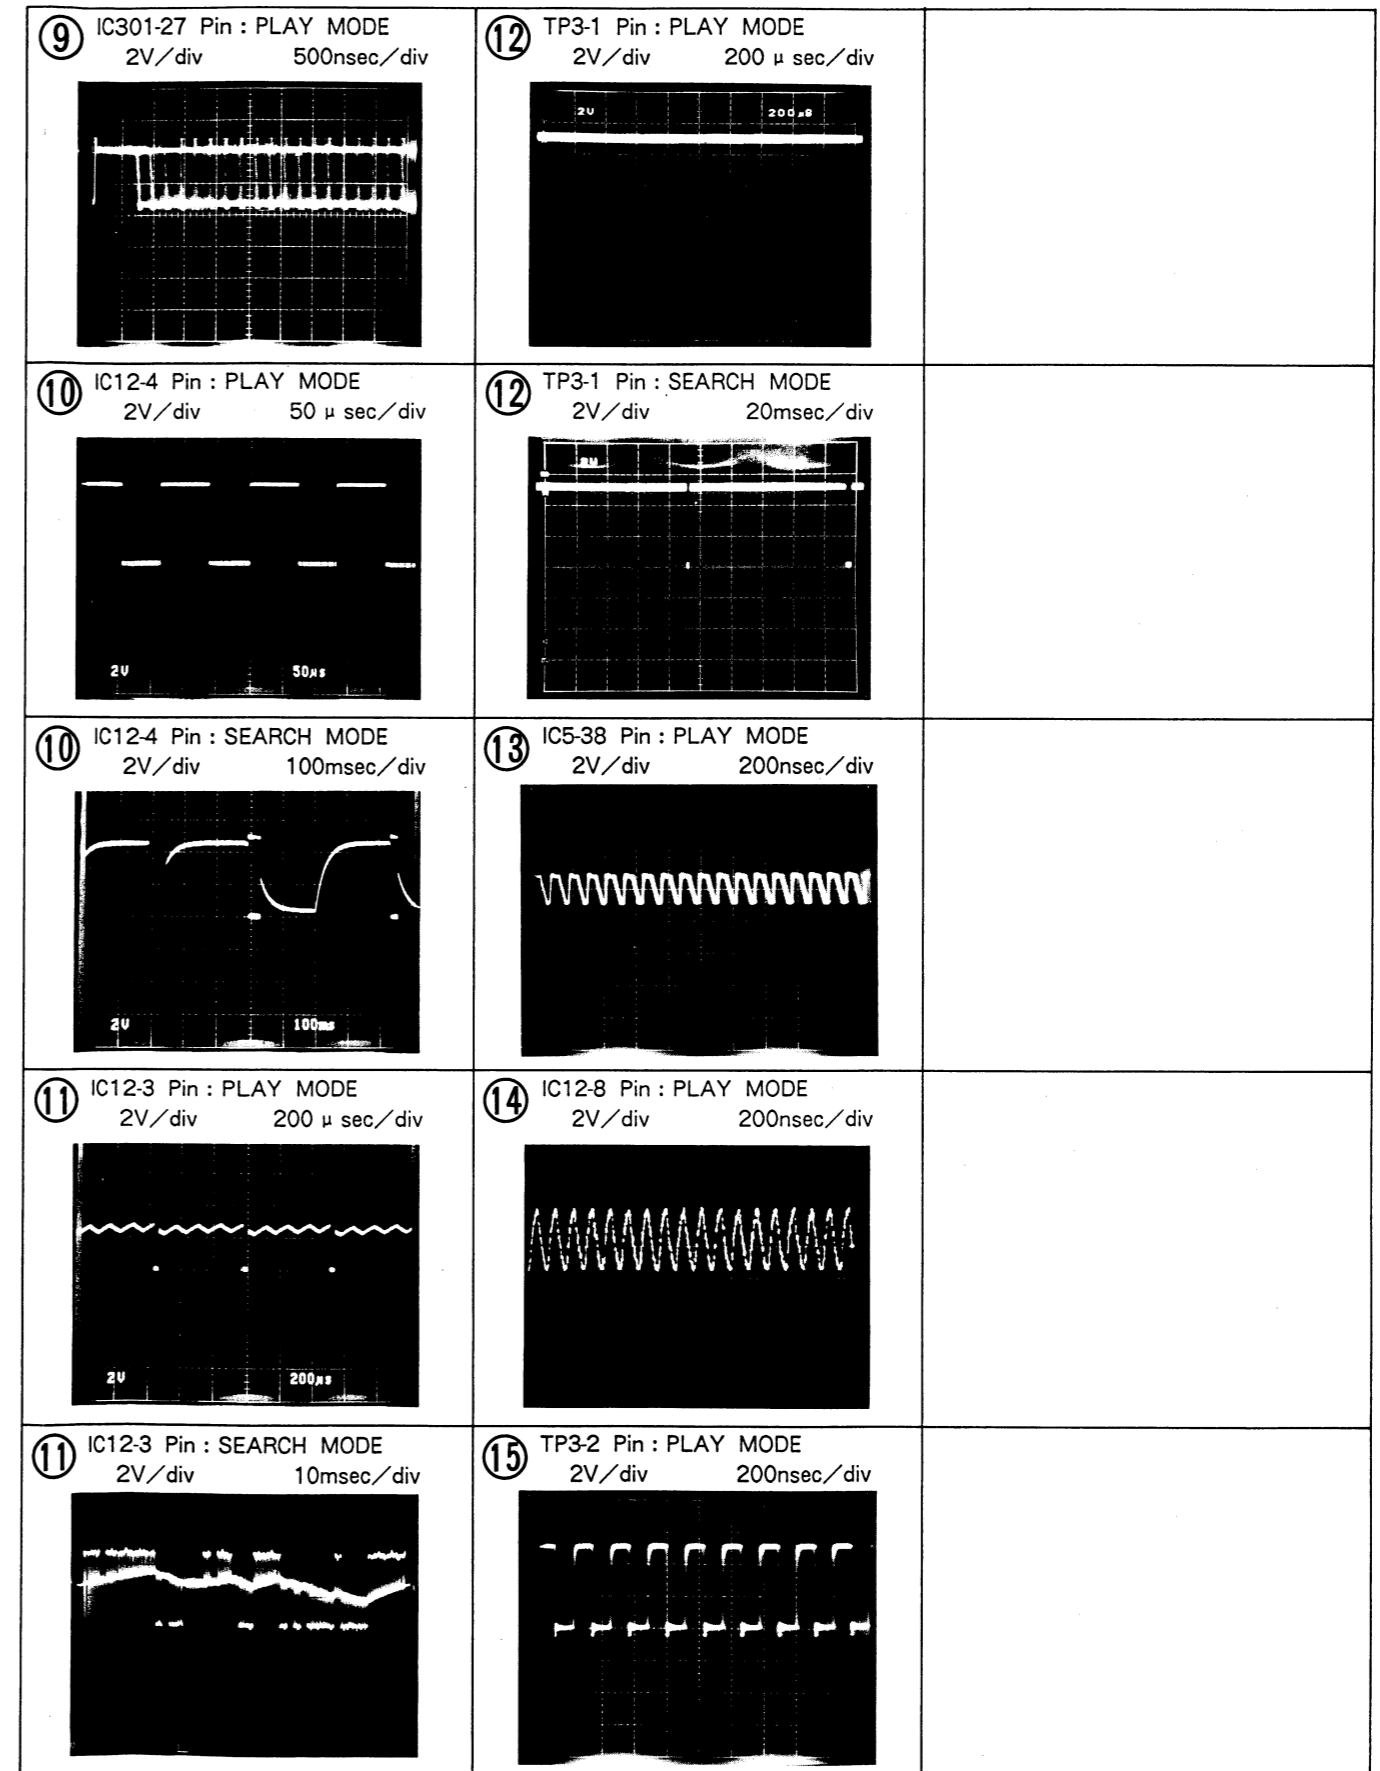 ⑨ IC301-27 Pin : PLAY MODE
2V/div 500nsec/div
⑩ IC12-4 Pin : PLAY MODE
2V/div 50 μ sec/div
2V 50μs
⑩ IC12-4 Pin : SEARCH MODE
2V/div 100msec/div
2V 100ms
⑪ IC12-3 Pin : PLAY MODE
2V/div 200 μ sec/div
2V 200μs
⑪ IC12-3 Pin : SEARCH MODE
2V/div 10msec/div
⑫ TP3-1 Pin : PLAY MODE
2V/div 200 μ sec/div
2V 200μS
⑫ TP3-1 Pin : SEARCH MODE
2V/div 20msec/div
⑬ IC5-38 Pin : PLAY MODE
2V/div 200nsec/div
⑭ IC12-8 Pin : PLAY MODE
2V/div 200nsec/div
⑮ TP3-2 Pin : PLAY MODE
2V/div 200nsec/div